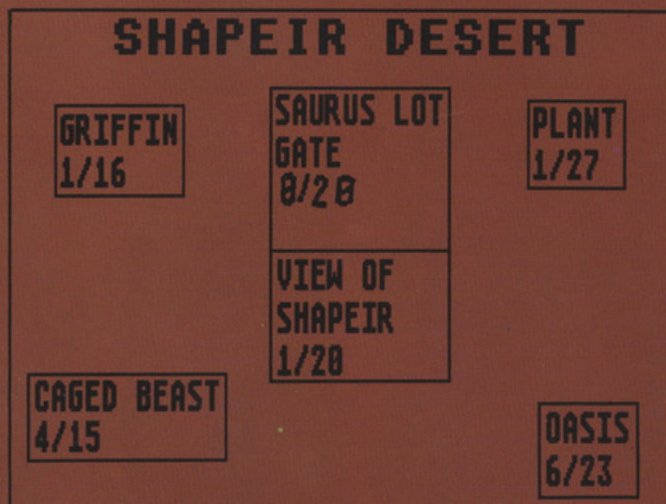 SHAPEIR DESERT
GRIFFIN
1/16
SAURUS LOT
GATE
0/20
PLANT
1/27
VIEW OF
SHAPEIR
1/20
CAGED BEAST
4/15
OASIS
6/23